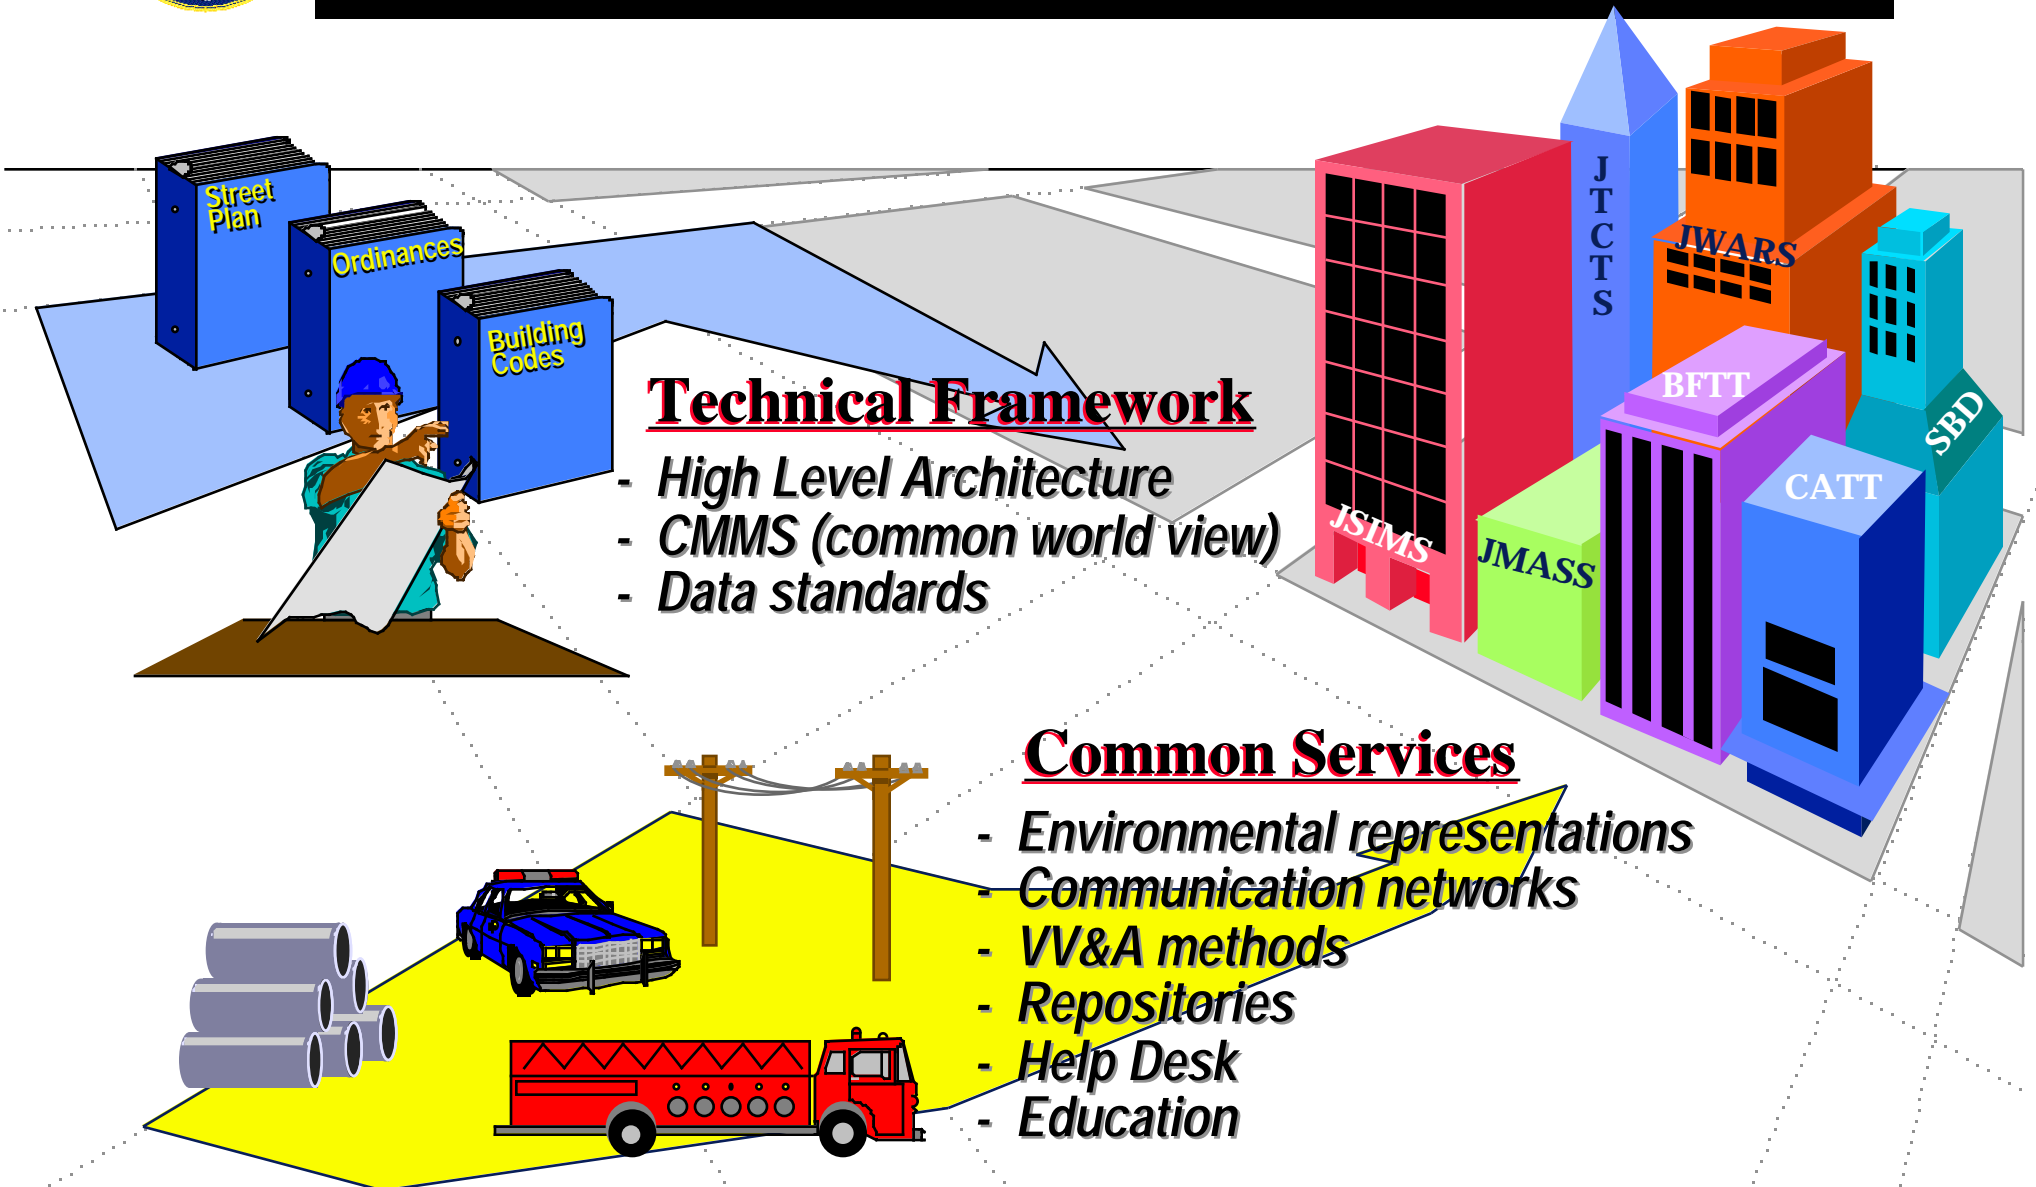 Street
Plan
Ordinances
Building
Codes
Technical Framework
- High Level Architecture
- CMMS (common world view)
- Data standards
JTCTS
JWARS
BFTT
SBD
CATT
JSIMS
JMASS
Common Services
- Environmental representations
- Communication networks
- VV&A methods
- Repositories
- Help Desk
- Education